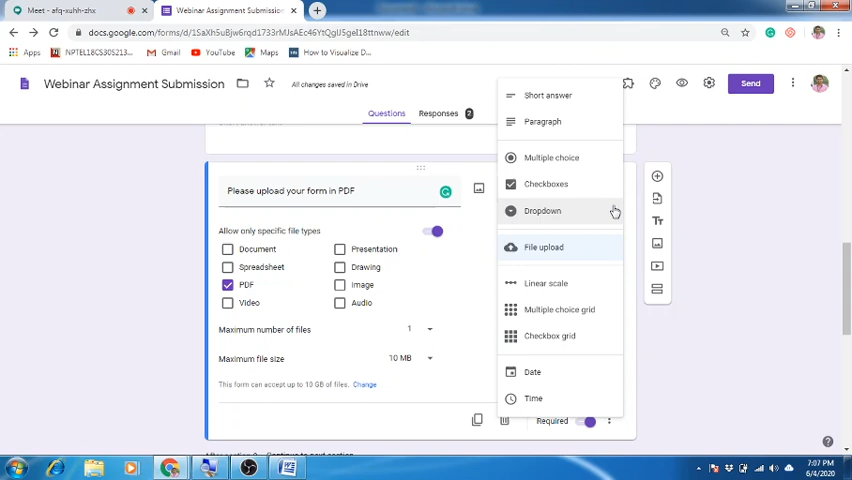 Meet - afq-xuhh-zhx
Webinar Assignment Submission
docs.google.com/forms/d/1SaXh5uBjw6rqd1733rMJsAEc46YtQgIJ5geI18ttnww/edit
Apps
NPTEL18CS30S213...
Gmail
YouTube
Maps
How to Visualize D...
Webinar Assignment Submission
All changes saved in Drive
Send
Questions
Responses 2
Please upload your form in PDF
Allow only specific file types
Document
Presentation
Spreadsheet
Drawing
PDF
Image
Video
Audio
Maximum number of files 1
Maximum file size 10 MB
This form can accept up to 10 GB of files. Change
Required
Short answer
Paragraph
Multiple choice
Checkboxes
Dropdown
File upload
Linear scale
Multiple choice grid
Checkbox grid
Date
Time
7:07 PM
6/4/2020